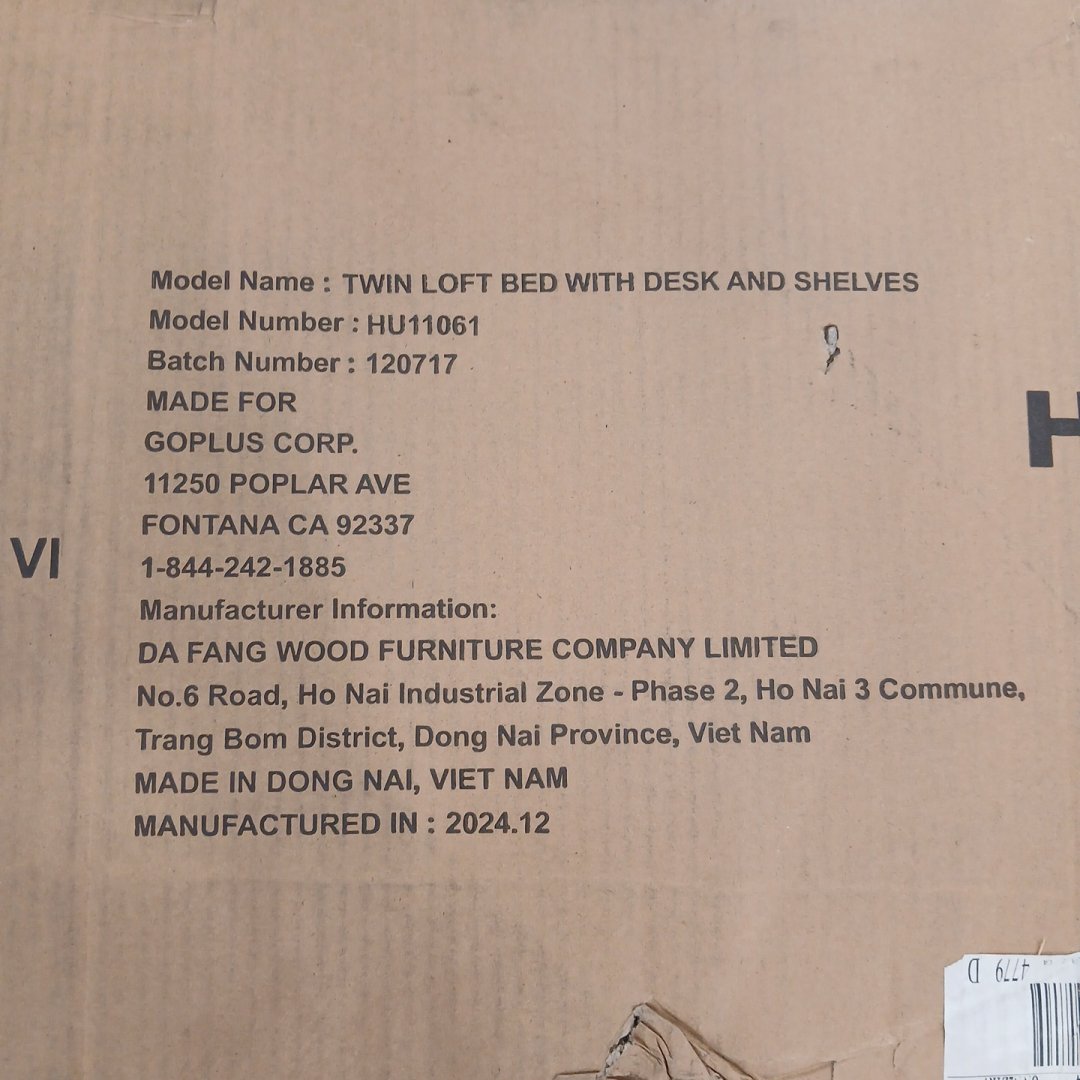 Model Name : TWIN LOFT BED WITH DESK AND SHELVES
Model Number : HU11061
Batch Number : 120717
MADE FOR
GOPLUS CORP.
11250 POPLAR AVE
FONTANA CA 92337
1-844-242-1885
Manufacturer Information:
DA FANG WOOD FURNITURE COMPANY LIMITED
No.6 Road, Ho Nai Industrial Zone - Phase 2, Ho Nai 3 Commune,
Trang Bom District, Dong Nai Province, Viet Nam
MADE IN DONG NAI, VIET NAM
MANUFACTURED IN : 2024.12
VI
H
4779 D